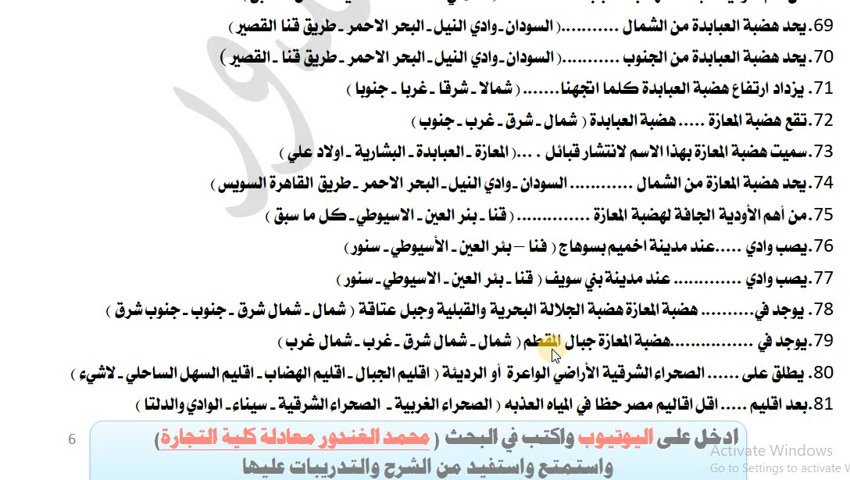 69.يحد هضبة العبابدة من الشمال ...........( السودان ـ وادي النيل ـ البحر الاحمر ـ طريق قنا القصير )
70.يحد هضبة العبابدة من الجنوب ...........( السودان ـ وادي النيل ـ البحر الاحمر ـ طريق قنا ـ القصير )
71. يزداد ارتفاع هضبة العبابدة كلما اتجهنا.......( شمالا ـ شرقا ـ غربا ـ جنوبا )
72.تقع هضبة المعازة ..... هضبة العبابدة ( شمال ـ شرق ـ غرب ـ جنوب )
73.سميت هضبة المعازة بهذا الاسم لانتشار قبائل . ...( المعازة ـ العبابدة ـ البشارية ـ اولاد علي )
74.يحد هضبة المعازة من الشمال ............ السودان ـ وادي النيل ـ البحر الاحمر ـ طريق القاهرة السويس )
75.من أهم الأودية الجافة لهضبة المعازة ..............( قنا ـ بئر العين ـ الاسيوطي ـ كل ما سبق )
76.يصب وادي .....عند مدينة اخميم بسوهاج ( قنا – بئر العين ـ الأسيوطي ـ سنور)
77.يصب وادي ............. عند مدينة بني سويف ( قنا ـ بئر العين ـ الاسيوطي ـ سنور )
78. يوجد في.......... هضبة المعازة هضبة الجلالة البحرية والقبلية وجبل عتاقة ( شمال ـ شمال شرق ـ جنوب ـ جنوب شرق )
79.يوجد في ................هضبة المعازة جبال المقطم ( شمال ـ شمال شرق ـ غرب ـ شمال غرب )
80. يطلق على ...... الصحراء الشرقية الأراضي الواعرة أو الرديئة ( اقليم الجبال ـ اقليم الهضاب ـ اقليم السهل الساحلي ـ لاشيء )
81.يعد اقليم ..... اقل اقاليم مصر حظا في المياه العذبه ( الصحراء الغربية ـ الصحراء الشرقية ـ سيناء ـ الوادي والدلتا )
ادخل على اليوتيوب واكتب في البحث ( محمد الغندور معادلة كلية التجارة)
واستمتع واستفيد من الشرح والتدريبات عليها
6
Activate Windows
Go to Settings to activate W